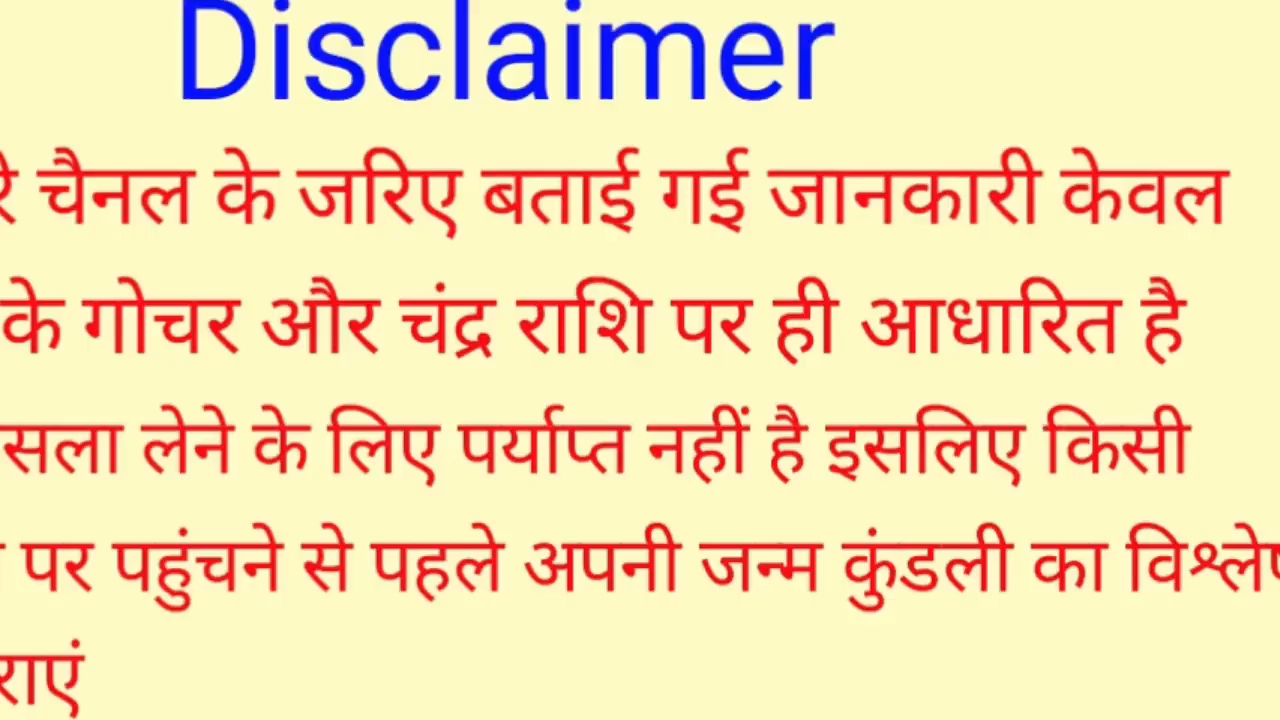 Disclaimer
चैनल के जरिए बताई गई जानकारी केवल
के गोचर और चंद्र राशि पर ही आधारित है
सला लेने के लिए पर्याप्त नहीं है इसलिए किसी
पर पहुंचने से पहले अपनी जन्म कुंडली का विश्ले
राएं